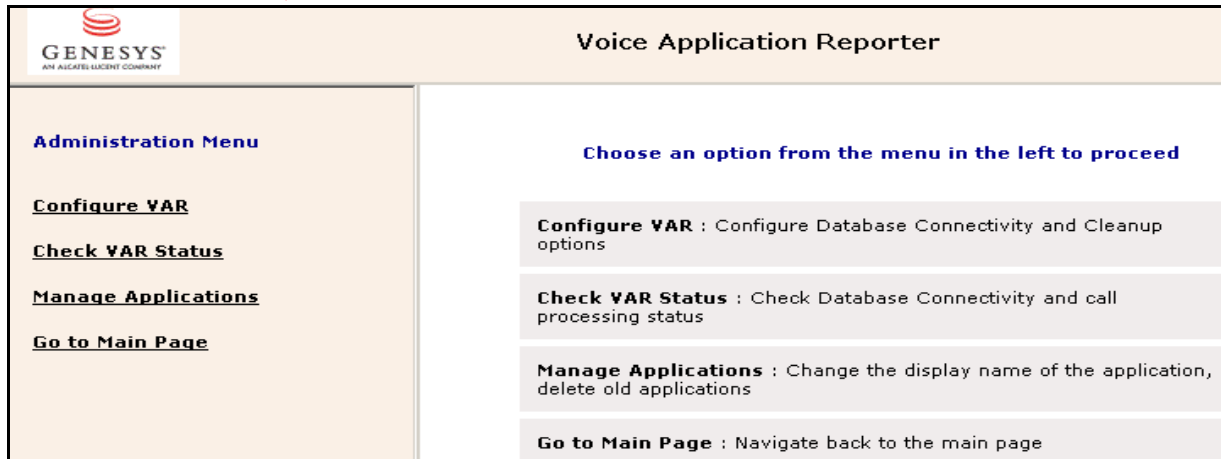 GENESYS
AN ALCATEL-LUCENT COMPANY
Voice Application Reporter
Administration Menu
Configure VAR
Check VAR Status
Manage Applications
Go to Main Page
Choose an option from the menu in the left to proceed
Configure VAR : Configure Database Connectivity and Cleanup
options
Check VAR Status : Check Database Connectivity and call
processing status
Manage Applications : Change the display name of the application,
delete old applications
Go to Main Page : Navigate back to the main page